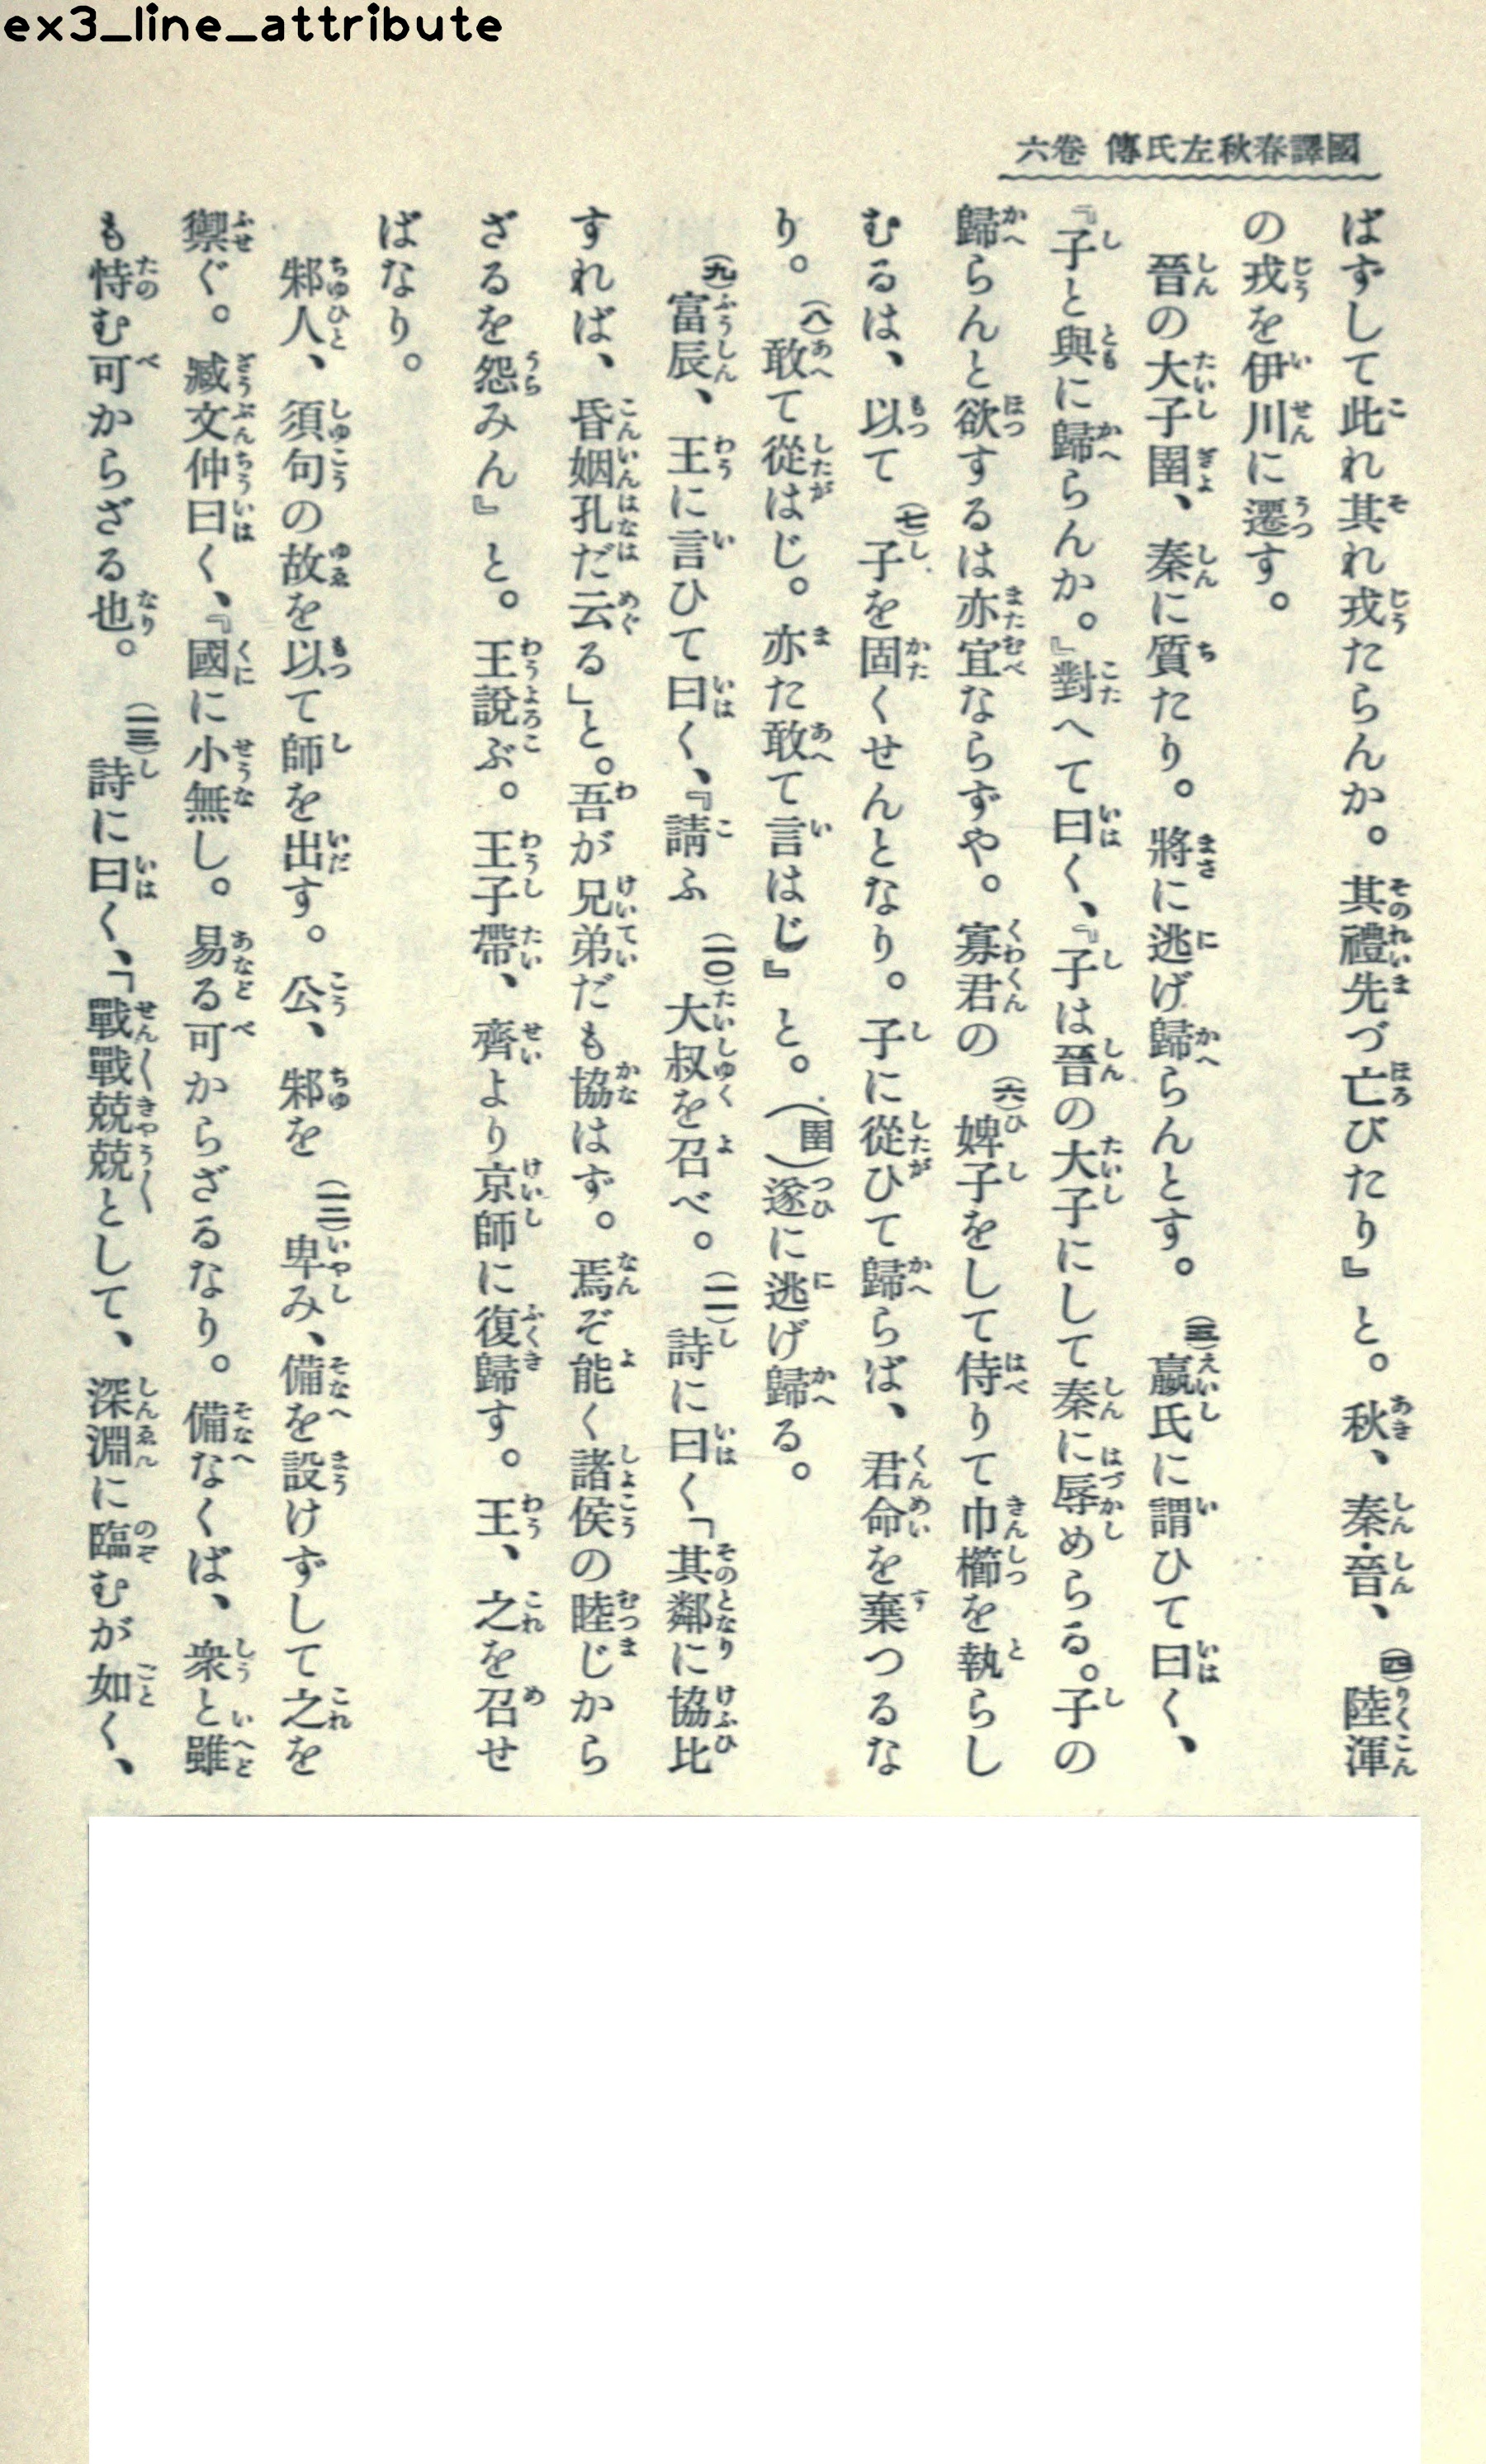 ex3_line_attribute
國譯春秋左氏傳 卷六
ばずして此れ其れ戎たらんか。其禮先づ亡びたり』と。秋、秦・晉、(四)陸渾
の戎を伊川に遷す。
晉の大子圉、秦に質たり。將に逃げ歸らんとす。(五)嬴氏に謂ひて曰く、
『子と與に歸らんか。』對へて曰く、『子は晉の大子にして秦に辱めらる。子の
歸らんと欲するは亦宜ならずや。寡君の(六)婢子をして侍りて巾櫛を執らし
むるは、以て(七)子を固くせんとなり。子に從ひて歸らば、君命を棄つるな
り。(八)敢て從はじ。亦た敢て言はじ』と。(圉)遂に逃げ歸る。
(九)富辰、王に言ひて曰く、『請ふ(一〇)大叔を召べ。(一一)詩に曰く「其鄰に協比
すれば、昏姻孔だ云る」と。吾が兄弟だも協はず。焉ぞ能く諸侯の睦じから
ざるを怨みん』と。王說ぶ。王子帶、齊より京師に復歸す。王、之を召せ
ばなり。
邾人、須句の故を以て師を出す。公、邾を(一二)卑み、備を設けずして之を
禦ぐ。臧文仲曰く、『國に小無し。易る可からざるなり。備なくば、衆と雖
も恃む可からざる也。(一三)詩に曰く、「戰戰兢兢として、深淵に臨むが如く、